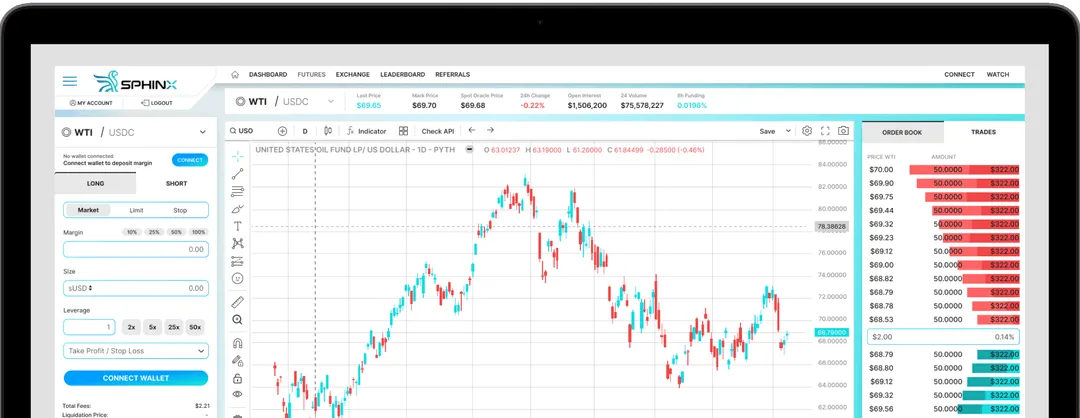 SPHINX
MY ACCOUNT LOGOUT
DASHBOARD FUTURES EXCHANGE LEADERBOARD REFERRALS CONNECT WATCH
WTI / USDC
Last Price Mark Price Spot Oracle Price 24h Change Open Interest 24 Volume
$69.65 $69.70 $69.68 -0.22% $1,506,200 $75,578,227 0.0196%
WTI / USDC
No wallet connected
Connect wallet to deposit margin
CONNECT
LONG SHORT
Market Limit Stop
Margin 10% 25% 50% 100%
0.00
Size
sUSD 0.00
Leverage
1 2x 5x 25x 50x
Take Profit / Stop Loss
CONNECT WALLET
Total Fees: $2.21
Liquidation Price: -
USO D Indicator Check API Save
UNITED STATES OIL FUND LP/ US DOLLAR - 1D - PYTH O 63.01237 H 63.19000 L 61.26000 C 61.84499 -0.28500 (-0.46%)
86.00000
82.00000
78.38628
76.00000
74.00000
72.00000
70.00000
68.79000
68.00000
66.00000
64.00000
62.00000
ORDER BOOK TRADES
PRICE WTI AMOUNT
$70.00 50.0000 $322.00
$69.90 50.0000 $322.00
$69.75 50.0000 $322.00
$69.44 50.0000 $322.00
$69.32 50.0000 $322.00
$69.23 50.0000 $322.00
$69.12 50.0000 $322.00
$69.00 50.0000 $322.00
$68.82 50.0000 $322.00
$68.79 50.0000 $322.00
$68.78 50.0000 $322.00
$68.53 50.0000 $322.00
$2.00 0.14%
$68.79 50.0000 $322.00
$68.80 50.0000 $322.00
$69.12 50.0000 $322.00
$69.32 50.0000 $322.00
$69.56 50.0000 $322.00